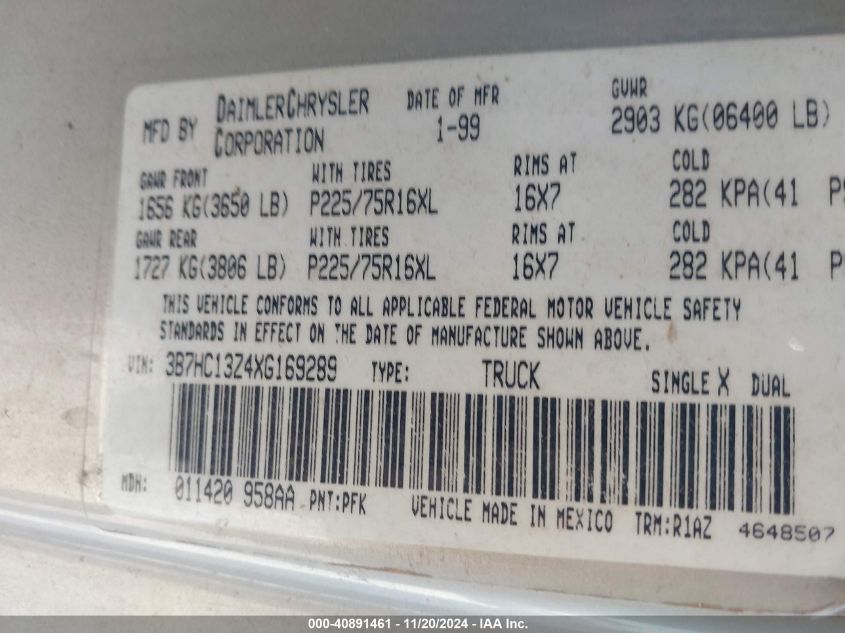 MFD BY DAIMLERCHRYSLER CORPORATION DATE OF MFR 1-99 GVWR 2903 KG(06400 LB)
GAWR FRONT WITH TIRES RIMS AT COLD
1656 KG(3650 LB) P225/75R16XL 16X7 282 KPA(41 PS
GAWR REAR WITH TIRES RIMS AT COLD
1727 KG(3806 LB) P225/75R16XL 16X7 282 KPA(41 PS
THIS VEHICLE CONFORMS TO ALL APPLICABLE FEDERAL MOTOR VEHICLE SAFETY
STANDARDS IN EFFECT ON THE DATE OF MANUFACTURE SHOWN ABOVE.
VIN: 3B7HC13Z4XG169289 TYPE: TRUCK SINGLE X DUAL
MDH: 011420 958AA PNT:PFK VEHICLE MADE IN MEXICO TRM:R1AZ 4648507
000-40891461 - 11/20/2024 - IAA Inc.